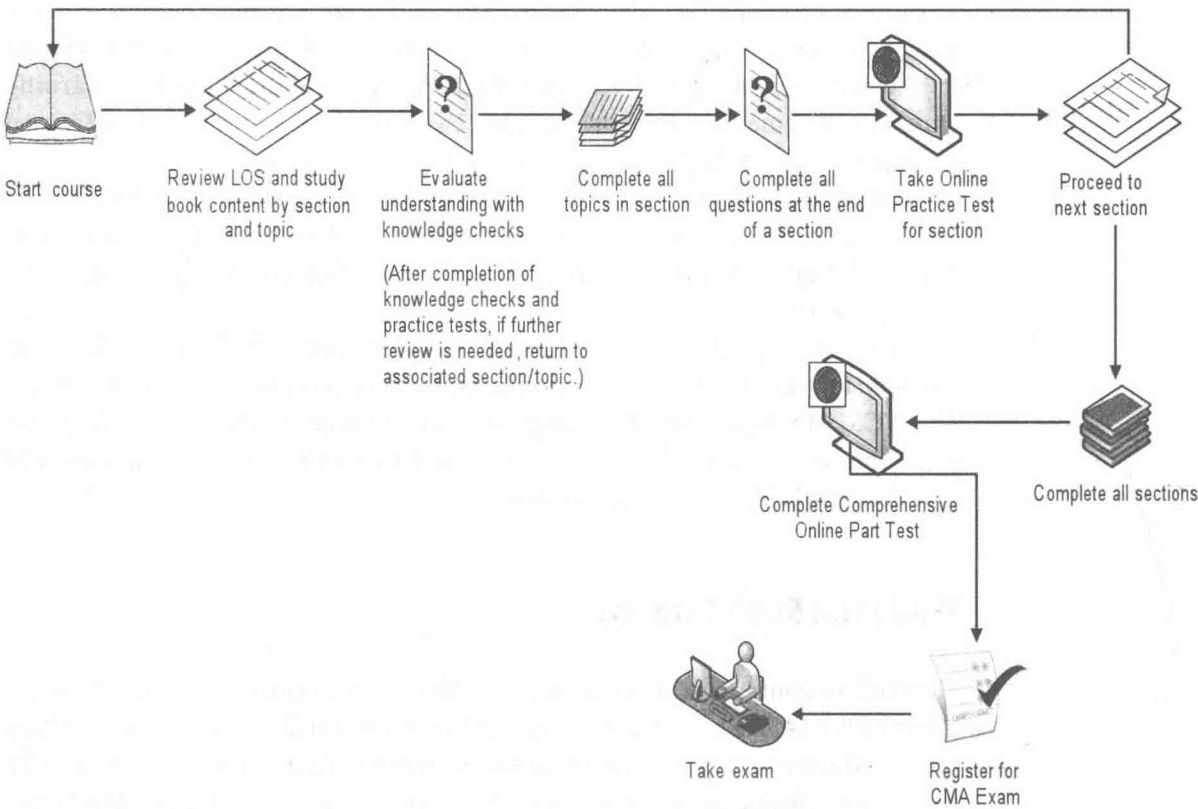 Start course
Review LOS and study
book content by section
and topic
Evaluate
understanding with
knowledge checks
(After completion of
knowledge checks and
practice tests, if further
review is needed, return to
associated section/topic.)
Complete all
topics in section
Complete all
questions at the end
of a section
Take Online
Practice Test
for section
Proceed to
next section
Complete all sections
Complete Comprehensive
Online Part Test
Register for
CMA Exam
Take exam